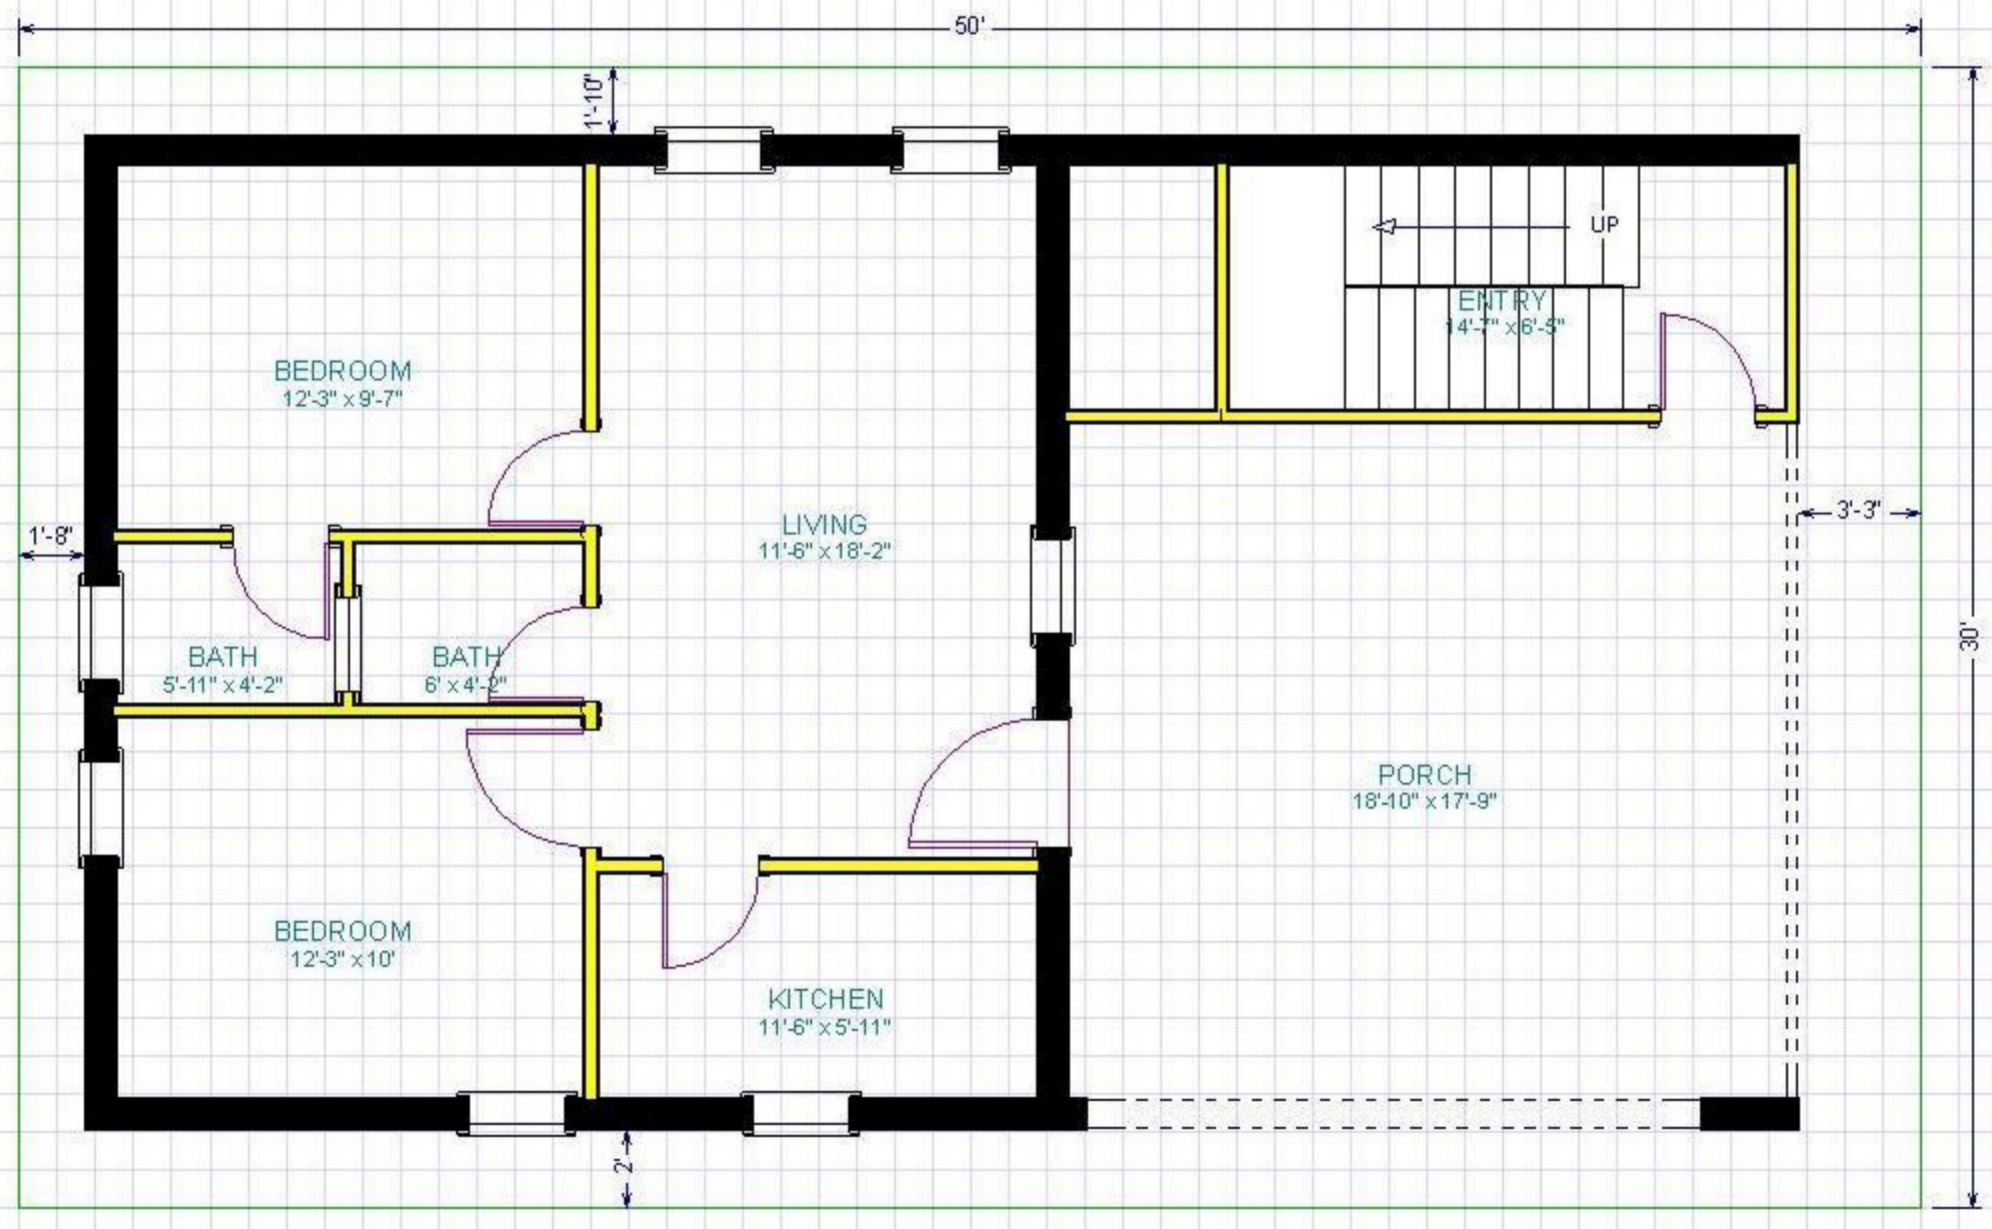 50'
1'-10"
UP
ENTRY
14'-7" x 6'-5"
BEDROOM
12'-3" x 9'-7"
1'-8"
LIVING
11'-6" x 18'-2"
3'-3"
30'
BATH
5'-11" x 4'-2"
BATH
6' x 4'-2"
PORCH
18'-10" x 17'-9"
BEDROOM
12'-3" x 10'
KITCHEN
11'-6" x 5'-11"
2'